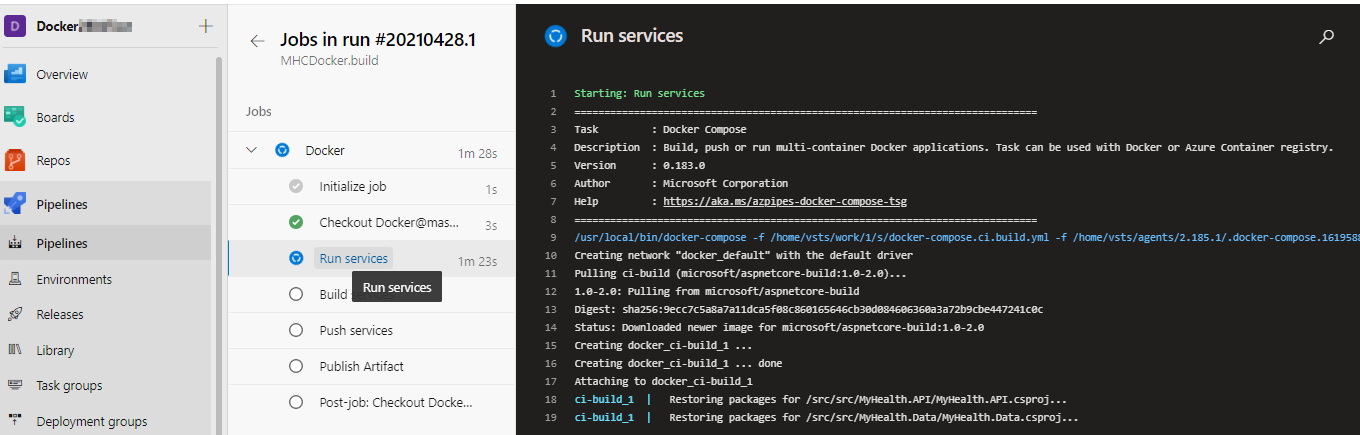 D
Docker
+
Overview
Boards
Repos
Pipelines
Pipelines
Environments
Releases
Library
Task groups
Deployment groups
Jobs in run #20210428.1
MHCDocker.build
Jobs
Docker 1m 28s
Initialize job 1s
Checkout Docker@mas... 3s
Run services 1m 23s
Build
Run services
Push services
Publish Artifact
Post-job: Checkout Docke...
Run services
1 Starting: Run services
2 ==============================================================================
3 Task : Docker Compose
4 Description : Build, push or run multi-container Docker applications. Task can be used with Docker or Azure Container registry.
5 Version : 0.183.0
6 Author : Microsoft Corporation
7 Help : https://aka.ms/azpipes-docker-compose-tsg
8 ==============================================================================
9 /usr/local/bin/docker-compose -f /home/vsts/work/1/s/docker-compose.ci.build.yml -f /home/vsts/agents/2.185.1/.docker-compose.1619588
10 Creating network "docker_default" with the default driver
11 Pulling ci-build (microsoft/aspnetcore-build:1.0-2.0)...
12 1.0-2.0: Pulling from microsoft/aspnetcore-build
13 Digest: sha256:9ecc7c5a8a7a11dca5f08c860165646cb30d084606360a3a72b9cbe447241c0c
14 Status: Downloaded newer image for microsoft/aspnetcore-build:1.0-2.0
15 Creating docker_ci-build_1 ...
16 Creating docker_ci-build_1 ... done
17 Attaching to docker_ci-build_1
18 ci-build_1 | Restoring packages for /src/src/MyHealth.API/MyHealth.API.csproj...
19 ci-build_1 | Restoring packages for /src/src/MyHealth.Data/MyHealth.Data.csproj...